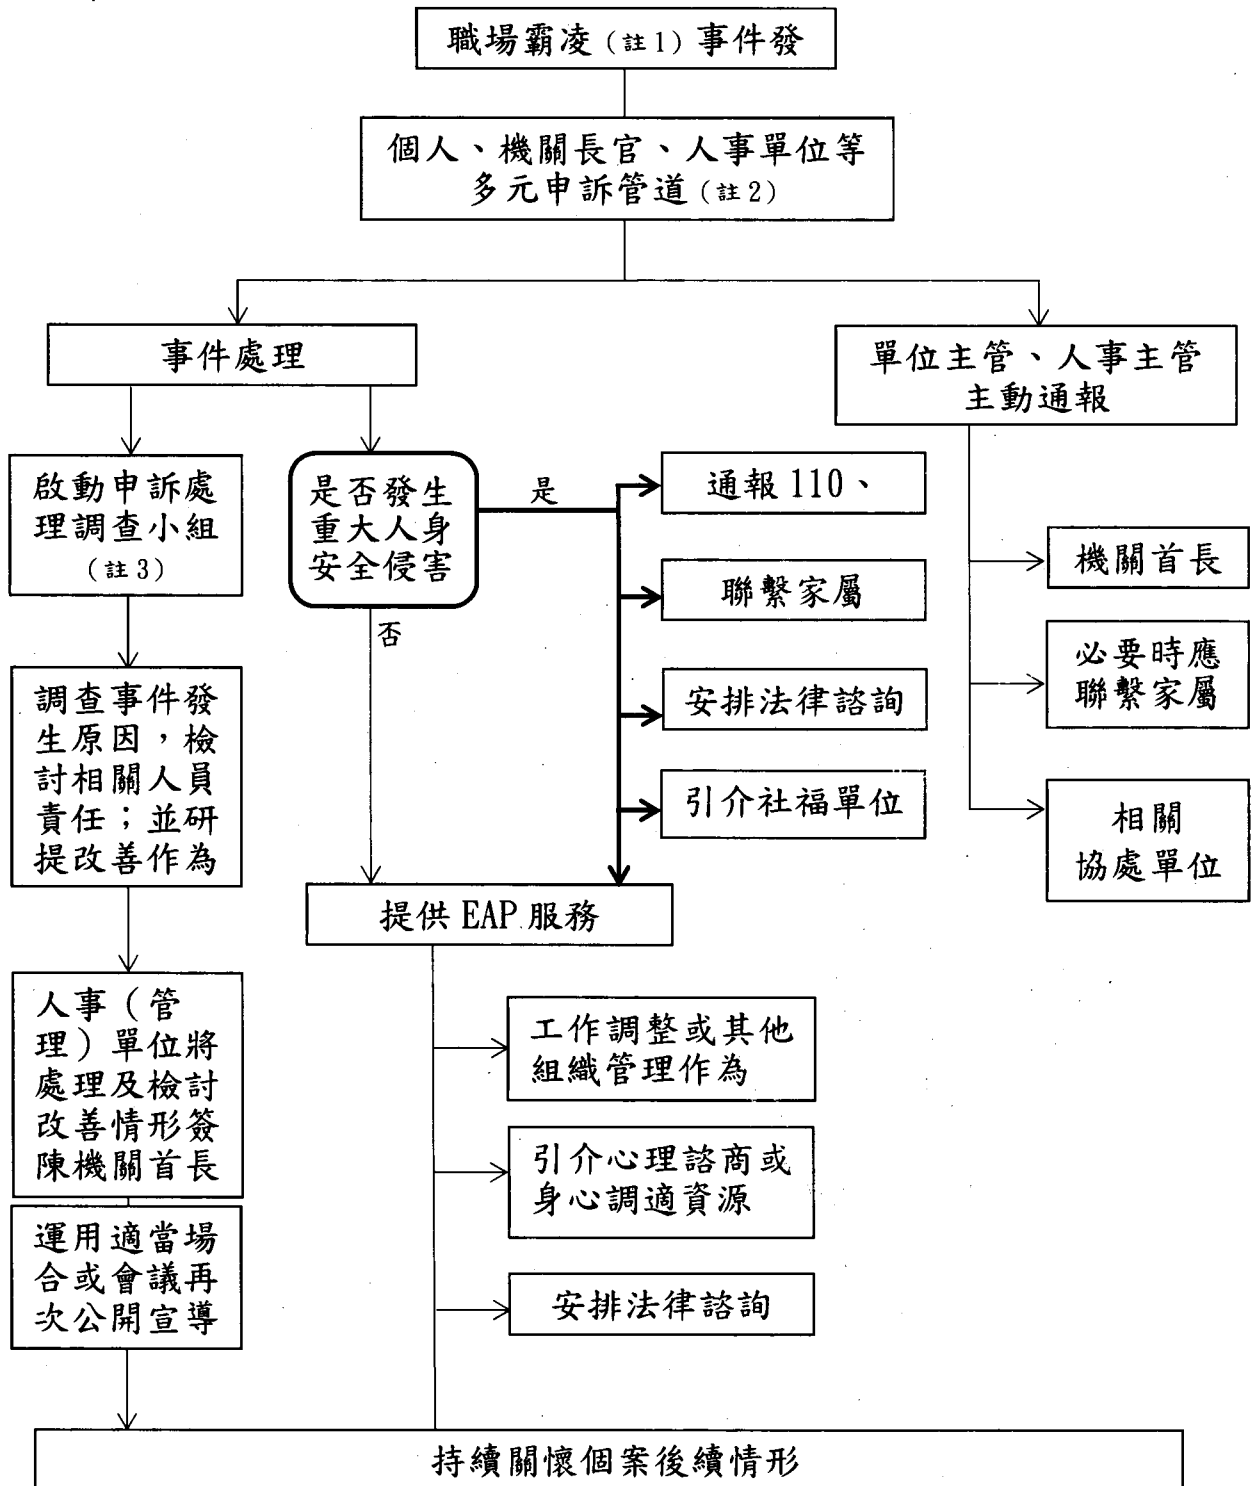 職場霸凌(註1)事件發
個人、機關長官、人事單位等
多元申訴管道(註2)
事件處理
單位主管、人事主管
主動通報
啟動申訴處
理調查小組
(註3)
是否發生
重大人身
安全侵害
是
否
通報110、
聯繫家屬
安排法律諮詢
引介社福單位
機關首長
必要時應
聯繫家屬
相關
協處單位
調查事件發
生原因,檢
討相關人員
責任;並研
提改善作為
提供EAP服務
人事(管
理)單位將
處理及檢討
改善情形簽
陳機關首長
工作調整或其他
組織管理作為
引介心理諮商或
身心調適資源
安排法律諮詢
運用適當場
合或會議再
次公開宣導
持續關懷個案後續情形